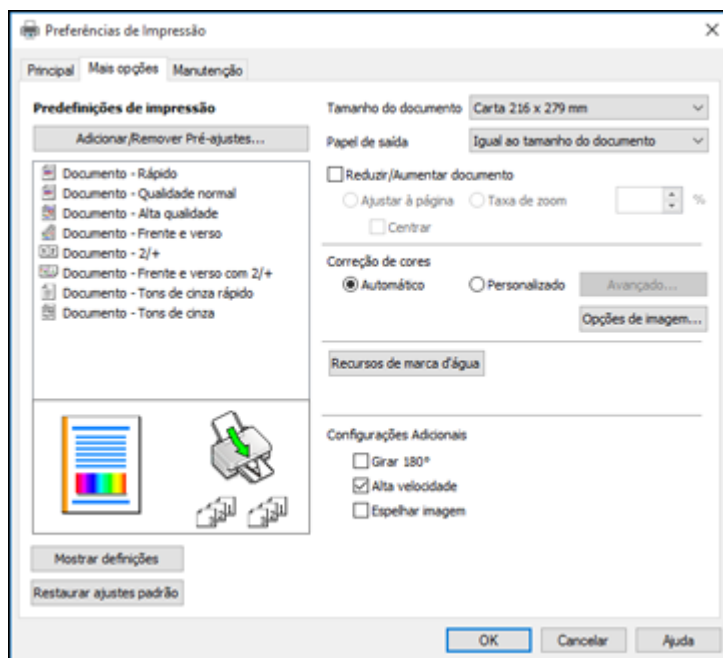 Preferências de Impressão
Principal Mais opções Manutenção
Predefinições de impressão
Adicionar/Remover Pré-ajustes...
Documento - Rápido
Documento - Qualidade normal
Documento - Alta qualidade
Documento - Frente e verso
Documento - 2/+
Documento - Frente e verso com 2/+
Documento - Tons de cinza rápido
Documento - Tons de cinza
Mostrar definições
Restaurar ajustes padrão
Tamanho do documento Carta 216 x 279 mm
Papel de saída Igual ao tamanho do documento
Reduzir/Aumentar documento
Ajustar à página Taxa de zoom %
Centrar
Correção de cores
Automático Personalizado Avançado...
Opções de imagem...
Recursos de marca d'água
Configurações Adicionais
Girar 180°
Alta velocidade
Espelhar imagem
OK Cancelar Ajuda